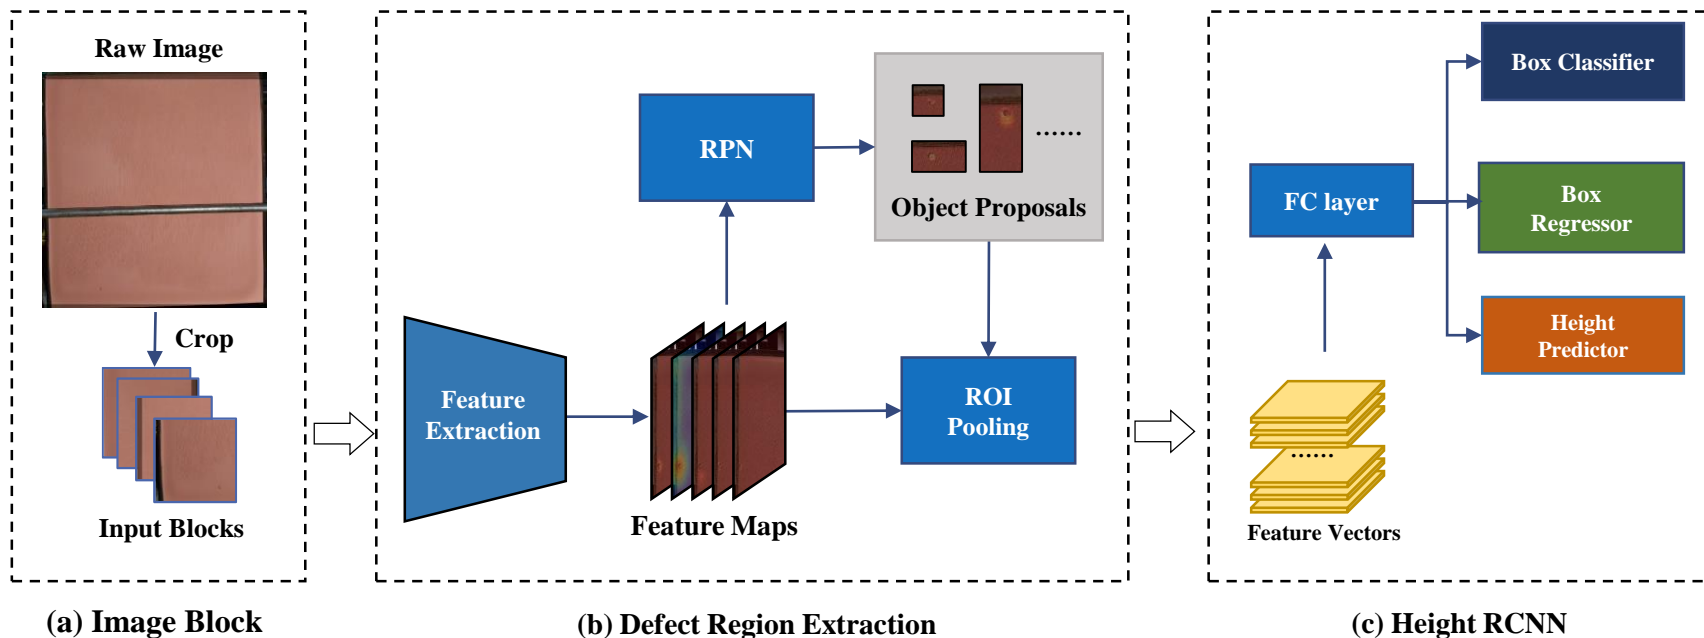 Raw Image
Crop
Input Blocks
(a) Image Block
RPN
......
Object Proposals
Feature
Extraction
Feature Maps
ROI
Pooling
(b) Defect Region Extraction
Box Classifier
FC layer
Box
Regressor
Height
Predictor
......
Feature Vectors
(c) Height RCNN